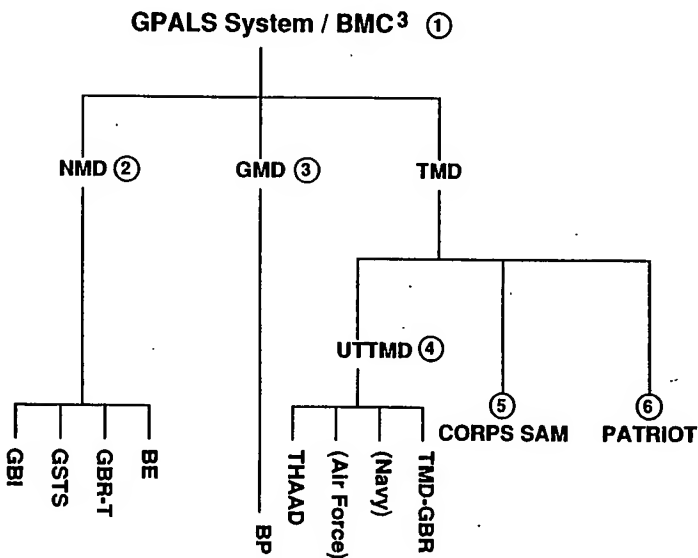 GPALS System / BMC³ ①
NMD ②
GMD ③
TMD
UTTMD ④
⑤
CORPS SAM
⑥
PATRIOT
GBI
GSTS
GBR-T
BE
BP
THAAD
(Air Force)
(Navy)
TMD-GBR